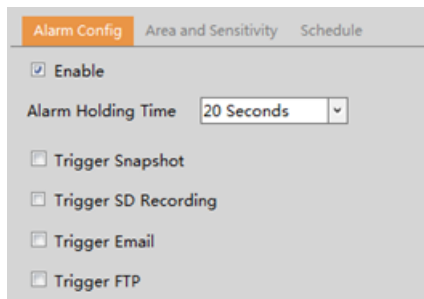 Alarm Config Area and Sensitivity Schedule
Enable
Alarm Holding Time 20 Seconds
Trigger Snapshot
Trigger SD Recording
Trigger Email
Trigger FTP